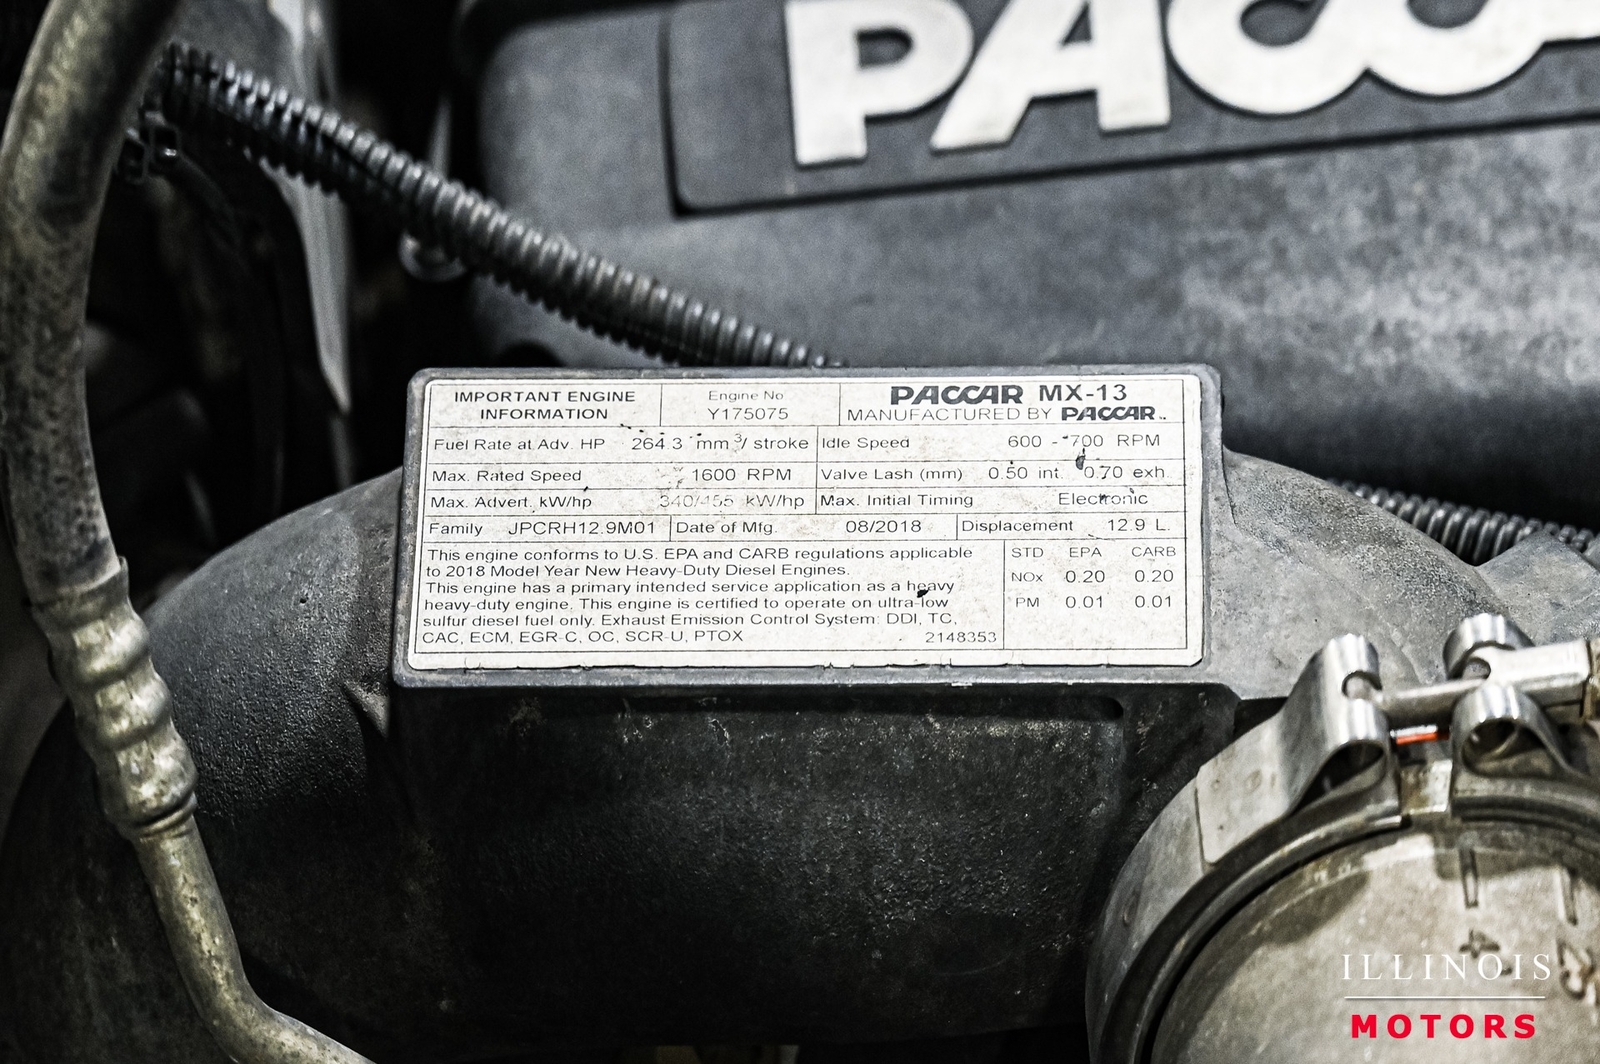 PACCAR
IMPORTANT ENGINE
INFORMATION
Engine No
Y175075
PACCAR MX-13
MANUFACTURED BY PACCAR..
Fuel Rate at Adv. HP 264.3 mm³/ stroke
Idle Speed 600 - 700 RPM
Max. Rated Speed 1600 RPM
Valve Lash (mm) 0.50 int. 0.70 exh.
Max. Advert. kW/hp 340/455 kW/hp
Max. Initial Timing Electronic
Family JPCRH12.9M01
Date of Mfg. 08/2018
Displacement 12.9 L.
This engine conforms to U.S. EPA and CARB regulations applicable
to 2018 Model Year New Heavy-Duty Diesel Engines.
This engine has a primary intended service application as a heavy
heavy-duty engine. This engine is certified to operate on ultra-low
sulfur diesel fuel only. Exhaust Emission Control System: DDI, TC,
CAC, ECM, EGR-C, OC, SCR-U, PTOX 2148353
STD EPA CARB
NOx 0.20 0.20
PM 0.01 0.01
ILLINOIS
MOTORS